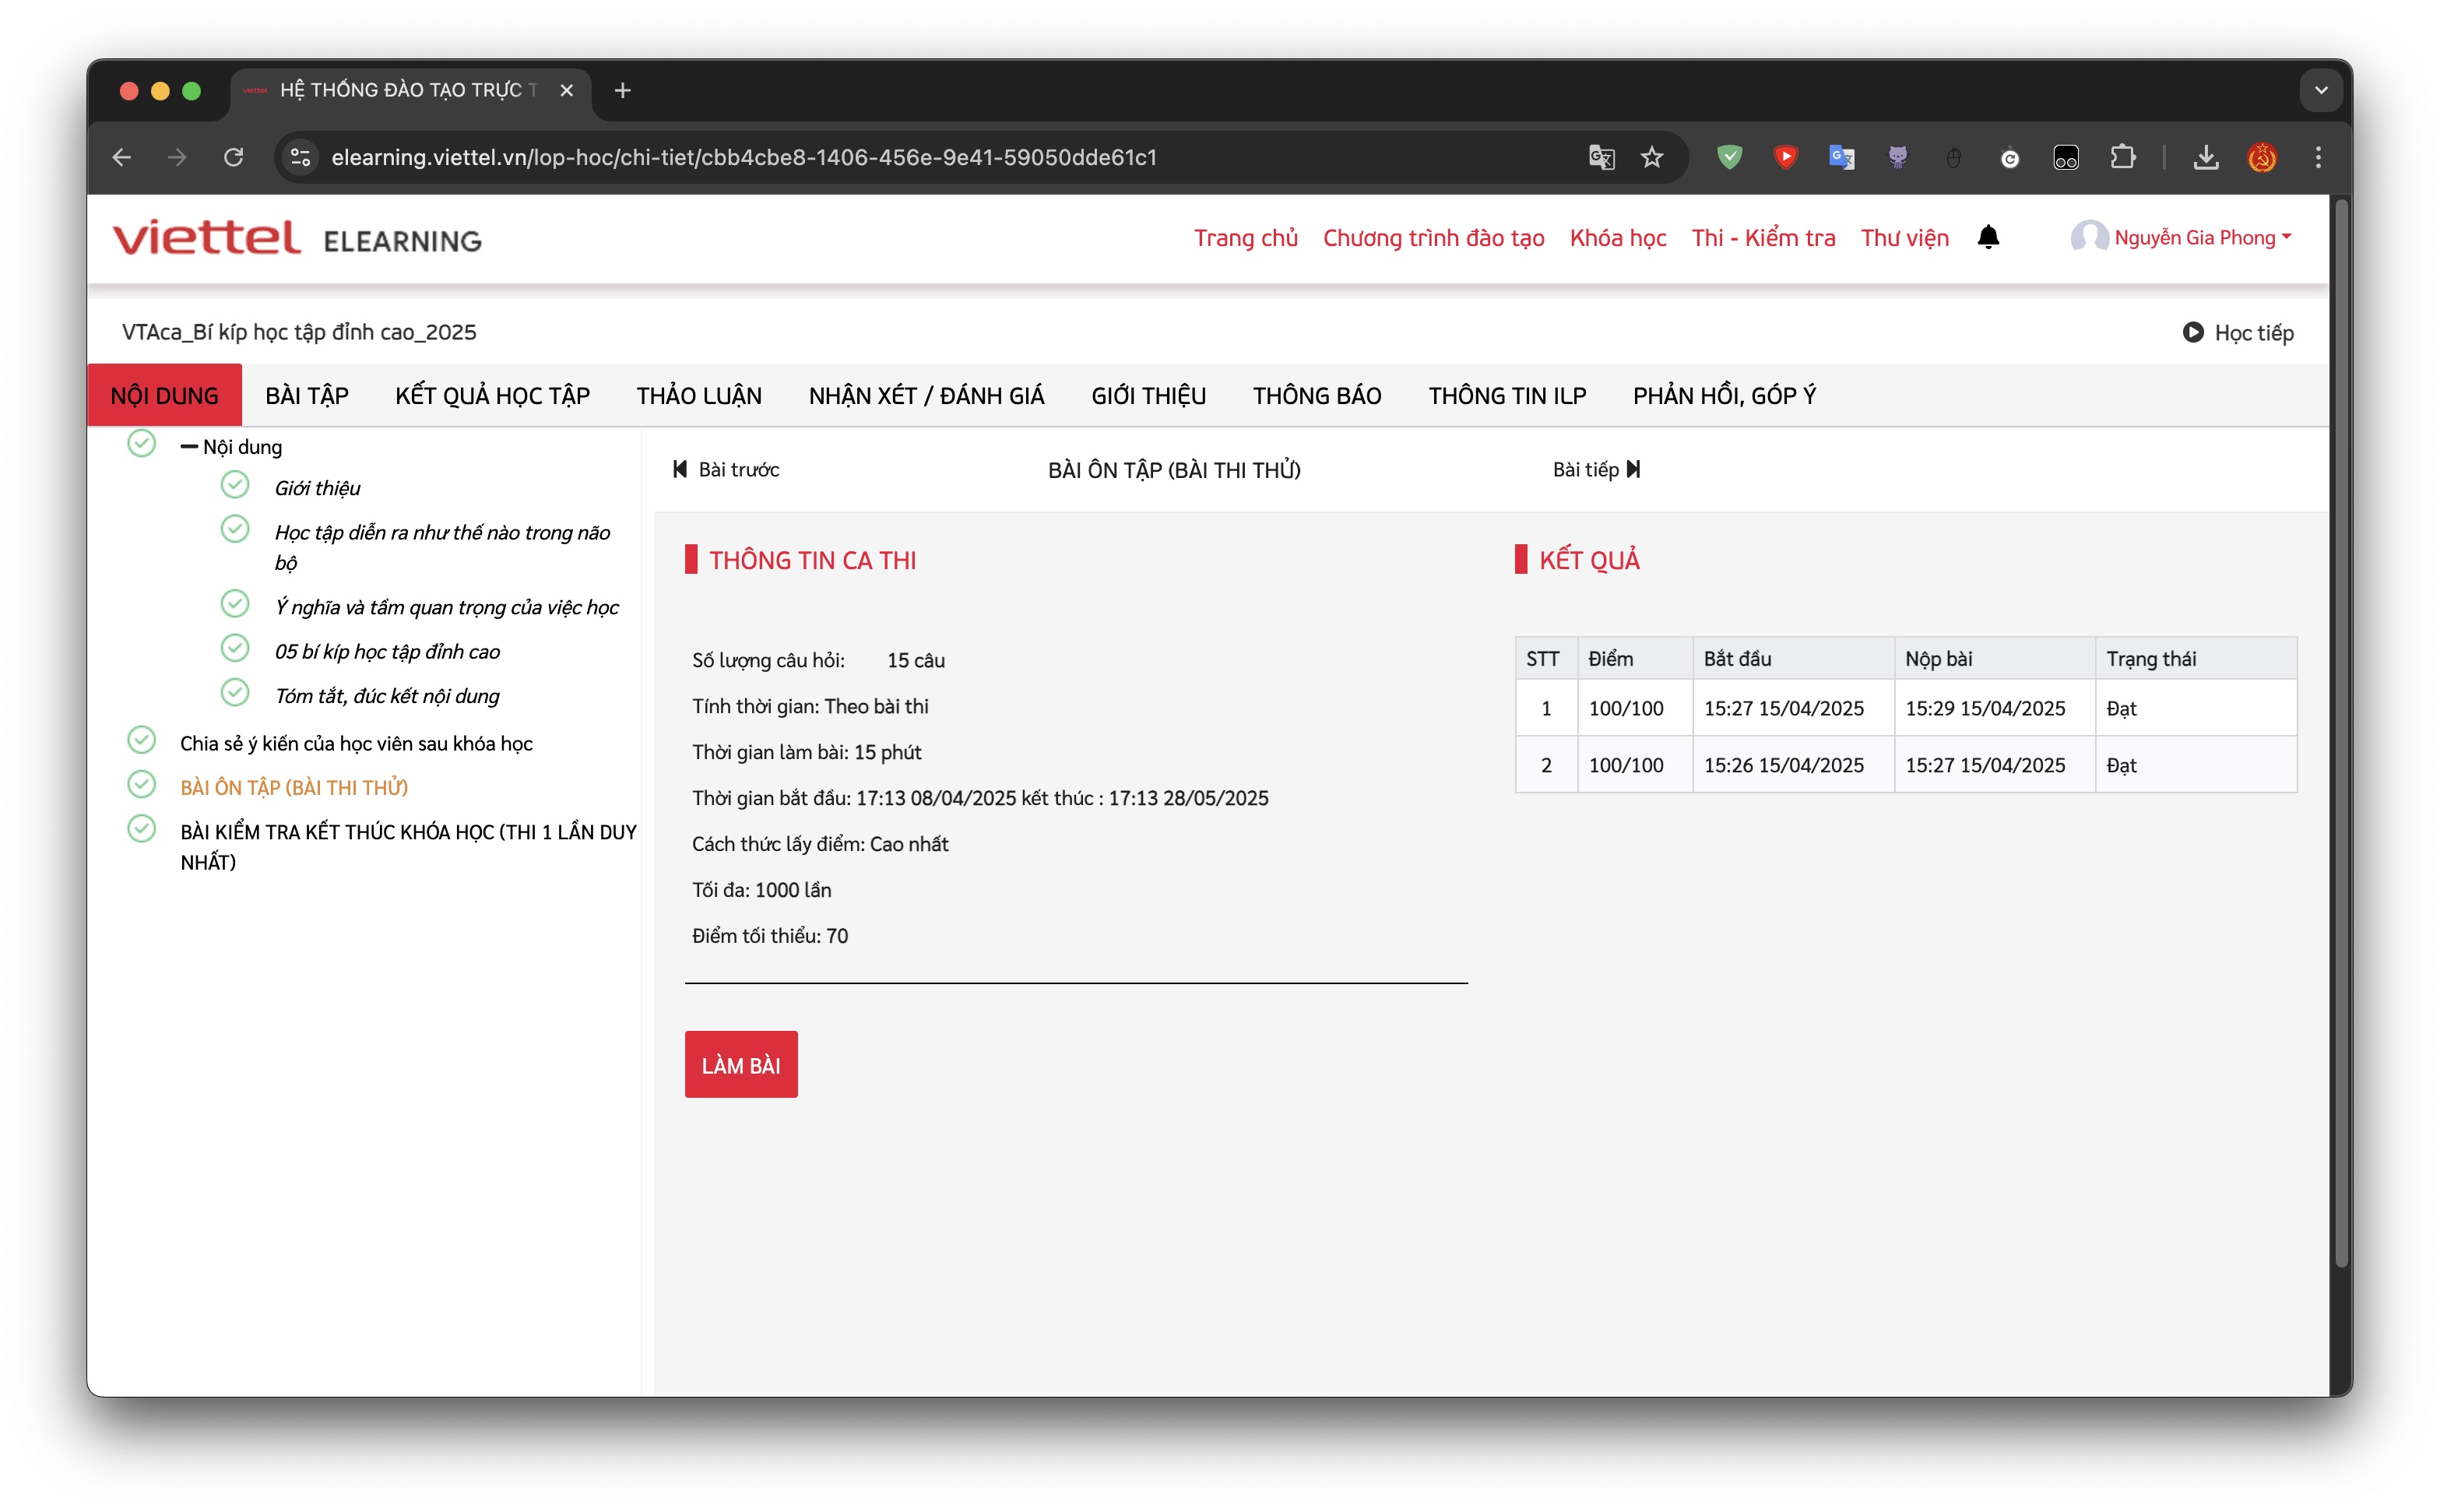 viettel
HỆ THỐNG ĐÀO TẠO TRỰC T
elearning.viettel.vn/lop-hoc/chi-tiet/cbb4cbe8-1406-456e-9e41-59050dde61c1
viettel ELEARNING
Trang chủ Chương trình đào tạo Khóa học Thi - Kiểm tra Thư viện Nguyễn Gia Phong
VTAca_Bí kíp học tập đỉnh cao_2025
Học tiếp
NỘI DUNG BÀI TẬP KẾT QUẢ HỌC TẬP THẢO LUẬN NHẬN XÉT / ĐÁNH GIÁ GIỚI THIỆU THÔNG BÁO THÔNG TIN ILP PHẢN HỒI, GÓP Ý
Nội dung
Giới thiệu
Học tập diễn ra như thế nào trong não
bộ
Ý nghĩa và tầm quan trọng của việc học
05 bí kíp học tập đỉnh cao
Tóm tắt, đúc kết nội dung
Chia sẻ ý kiến của học viên sau khóa học
BÀI ÔN TẬP (BÀI THI THỬ)
BÀI KIỂM TRA KẾT THÚC KHÓA HỌC (THI 1 LẦN DUY
NHẤT)
Bài trước BÀI ÔN TẬP (BÀI THI THỬ) Bài tiếp
THÔNG TIN CA THI
Số lượng câu hỏi: 15 câu
Tính thời gian: Theo bài thi
Thời gian làm bài: 15 phút
Thời gian bắt đầu: 17:13 08/04/2025 kết thúc : 17:13 28/05/2025
Cách thức lấy điểm: Cao nhất
Tối đa: 1000 lần
Điểm tối thiểu: 70
LÀM BÀI
KẾT QUẢ
STT Điểm Bắt đầu Nộp bài Trạng thái
1 100/100 15:27 15/04/2025 15:29 15/04/2025 Đạt
2 100/100 15:26 15/04/2025 15:27 15/04/2025 Đạt